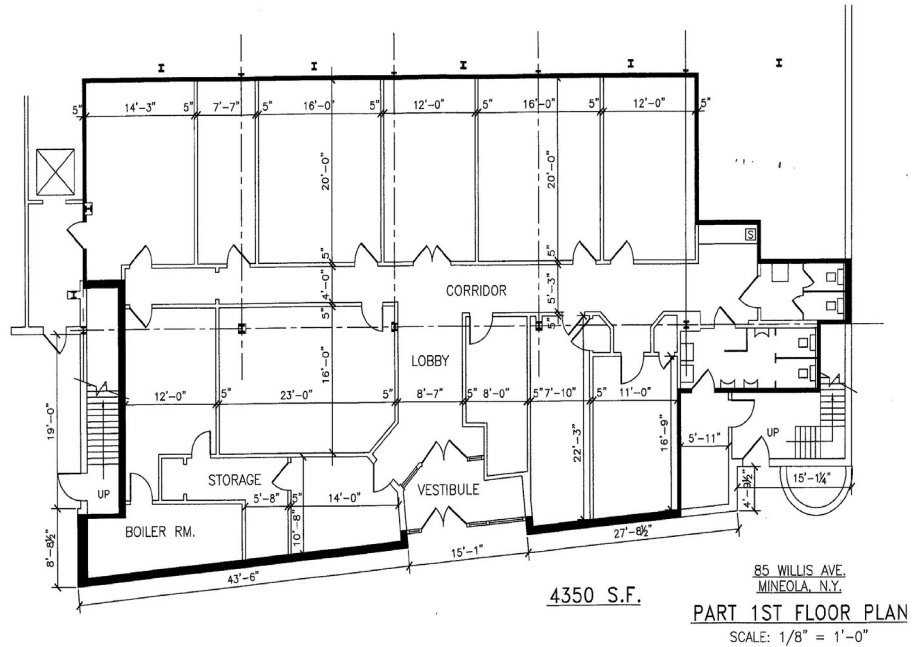 5" 14'-3" 5" 7'-7" 5" 16'-0" 5" 12'-0" 5" 16'-0" 5" 12'-0" 5"
20'-0" 20'-0"
S
5" 5"
4'-0" CORRIDOR 5'-3"
5" 5"
19'-0" 16'-0" LOBBY
12'-0" 5" 23'-0" 5" 8'-7" 5" 8'-0" 5" 7'-10" 5" 11'-0"
22'-3" 16'-9" 5'-11" UP
STORAGE
UP 5'-8" 5" 14'-0" VESTIBULE 4'-9½" 15'-1¼"
BOILER RM. 10'-8"
8'-8½" 43'-6" 15'-1" 27'-8½"
4350 S.F.
85 WILLIS AVE.
MINEOLA, N.Y.
PART 1ST FLOOR PLAN
SCALE: 1/8" = 1'-0"